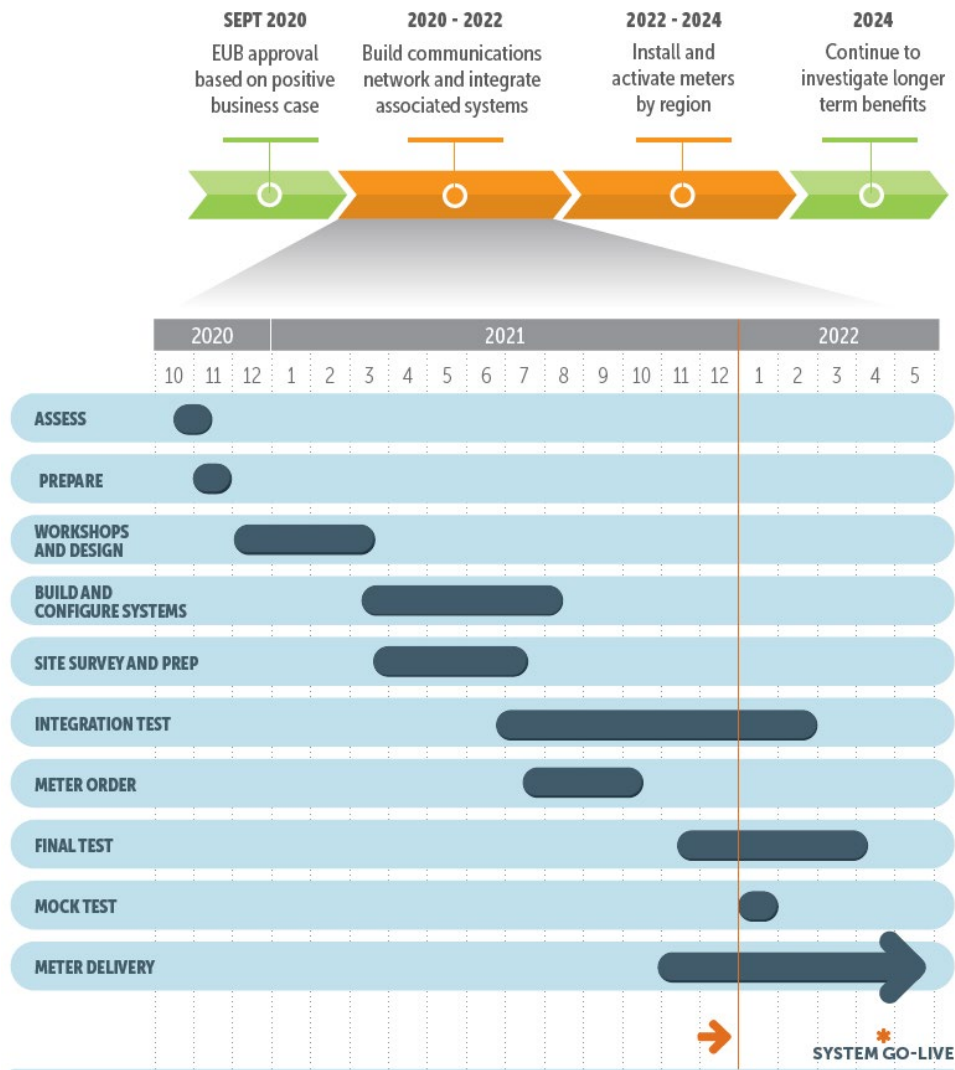 SEPT 2020
EUB approval
based on positive
business case
2020 - 2022
Build communications
network and integrate
associated systems
2022 - 2024
Install and
activate meters
by region
2024
Continue to
investigate longer
term benefits
2020 2021 2022
10 11 12 1 2 3 4 5 6 7 8 9 10 11 12 1 2 3 4 5
ASSESS
PREPARE
WORKSHOPS
AND DESIGN
BUILD AND
CONFIGURE SYSTEMS
SITE SURVEY AND PREP
INTEGRATION TEST
METER ORDER
FINAL TEST
MOCK TEST
METER DELIVERY
*
SYSTEM GO-LIVE